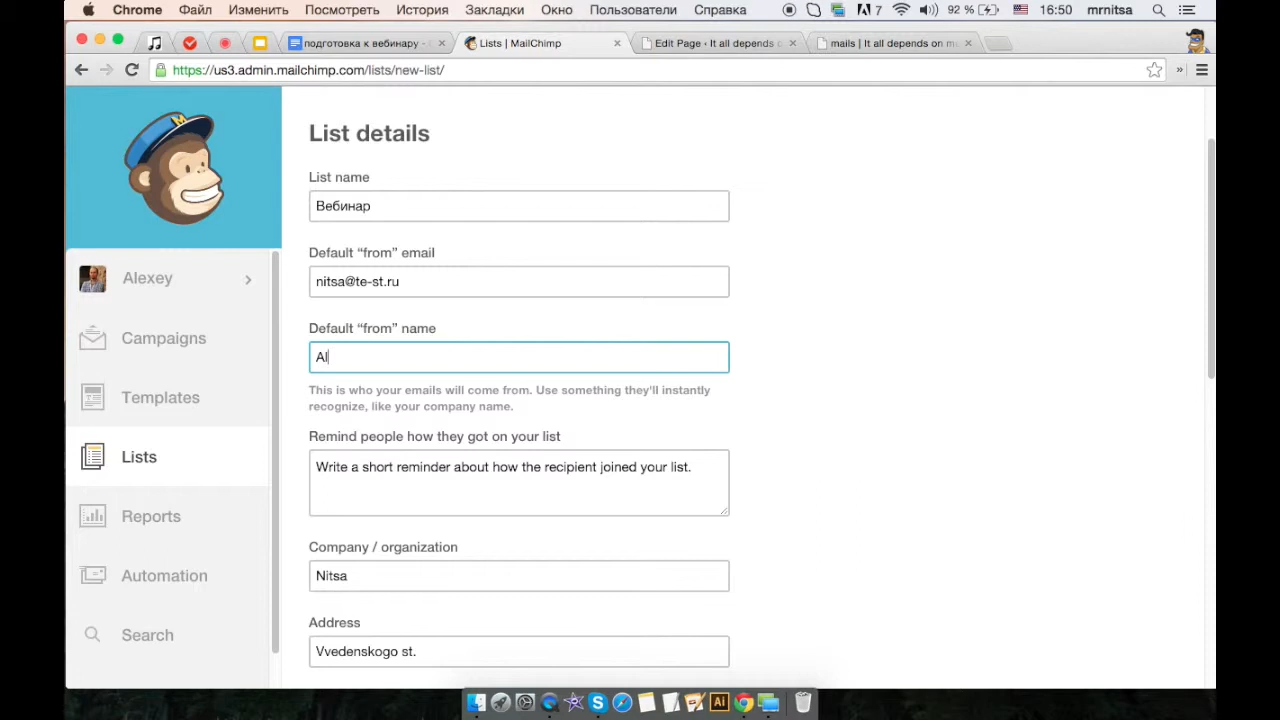 Chrome Файл Изменить Посмотреть История Закладки Окно Пользователи Справка 7 92 % 16:50 mrnitsa
подготовка к вебинару - Lists | MailChimp Edit Page ‹ It all depends o mails | It all depends on m
https://us3.admin.mailchimp.com/lists/new-list/
M
List details
List name
Вебинар
Default “from” email
nitsa@te-st.ru
Default “from” name
Al
This is who your emails will come from. Use something they'll instantly
recognize, like your company name.
Remind people how they got on your list
Write a short reminder about how the recipient joined your list.
Company / organization
Nitsa
Address
Vvedenskogo st.
Alexey
Campaigns
Templates
Lists
Reports
Automation
Search
Ai